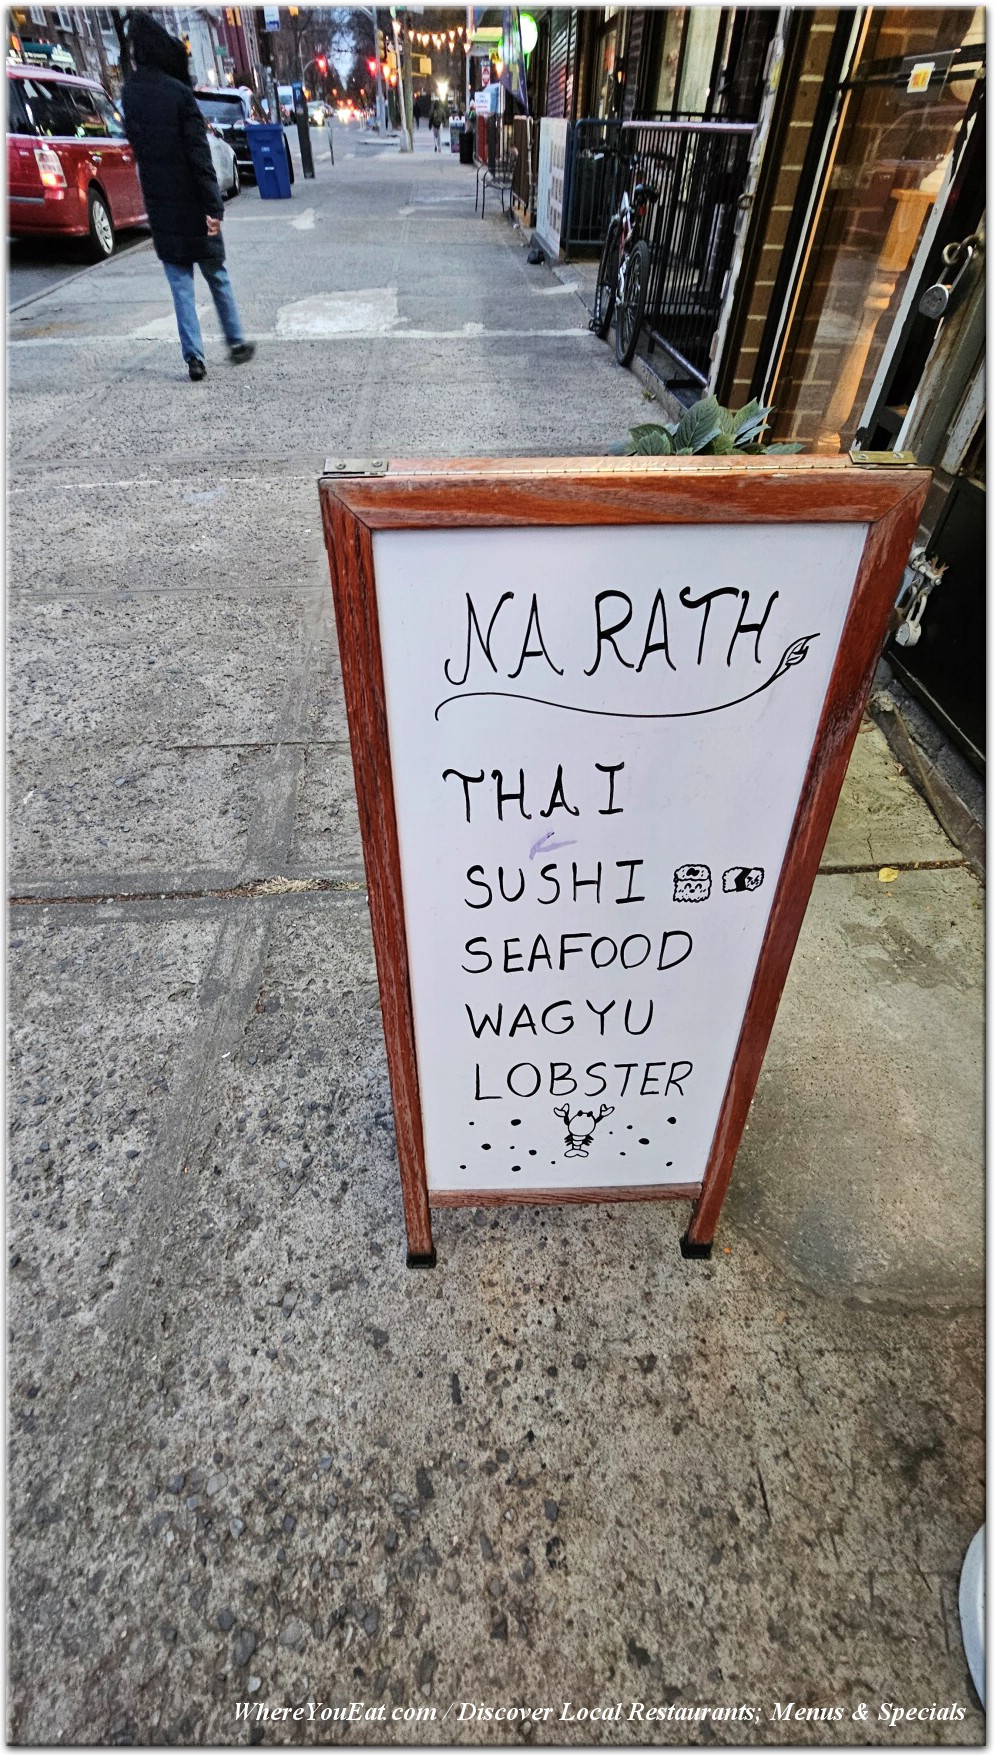 NA RATH
THAI
SUSHI
SEAFOOD
WAGYU
LOBSTER
WhereYouEat.com / Discover Local Restaurants; Menus & Specials